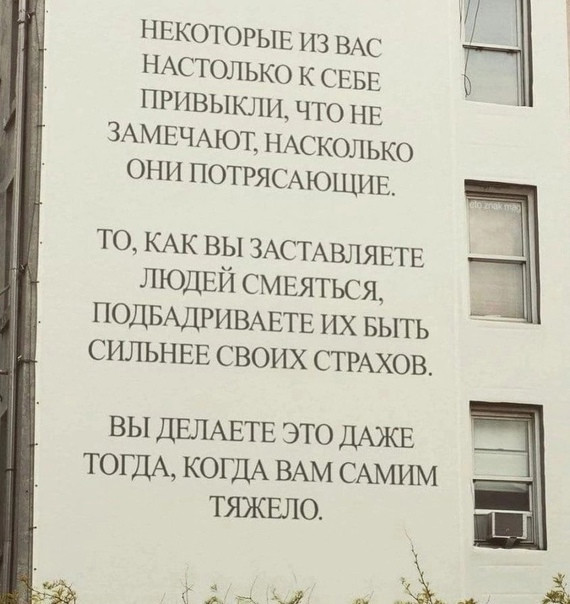 НЕКОТОРЫЕ ИЗ ВАС
НАСТОЛЬКО К СЕБЕ
ПРИВЫКЛИ, ЧТО НЕ
ЗАМЕЧАЮТ, НАСКОЛЬКО
ОНИ ПОТРЯСАЮЩИЕ.
ТО, КАК ВЫ ЗАСТАВЛЯЕТЕ
ЛЮДЕЙ СМЕЯТЬСЯ,
ПОДБАДРИВАЕТЕ ИХ БЫТЬ
СИЛЬНЕЕ СВОИХ СТРАХОВ.
ВЫ ДЕЛАЕТЕ ЭТО ДАЖЕ
ТОГДА, КОГДА ВАМ САМИМ
ТЯЖЕЛО.